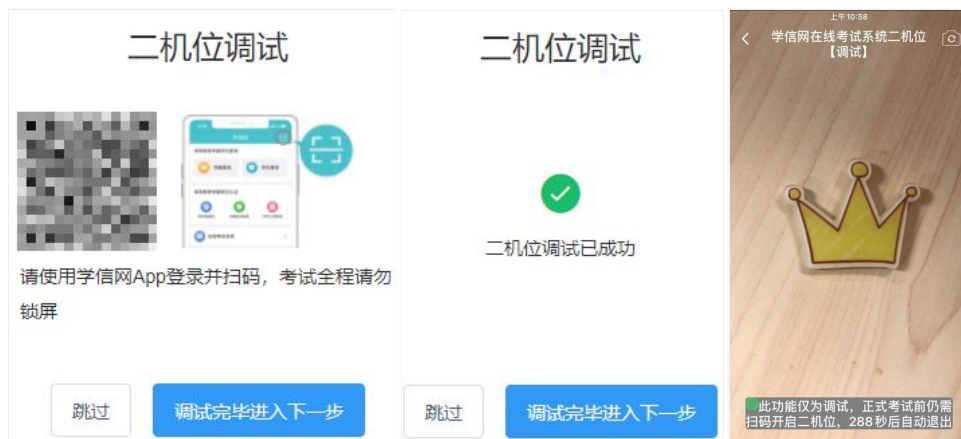 二机位调试
请使用学信网App登录并扫码，考试全程请勿
锁屏
跳过
调试完毕进入下一步
二机位调试
二机位调试已成功
跳过
调试完毕进入下一步
上午10:58
学信网在线考试系统二机位
【调试】
此功能仅为调试，正式考试前仍需
扫码开启二机位，288秒后自动退出